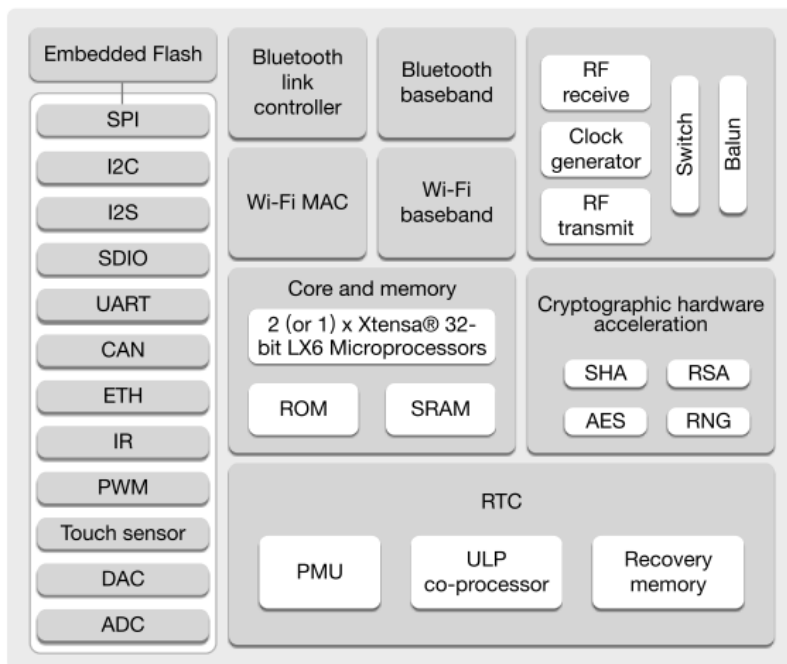 Embedded Flash
SPI
I2C
I2S
SDIO
UART
CAN
ETH
IR
PWM
Touch sensor
DAC
ADC
Bluetooth
link
controller
Bluetooth
baseband
Wi-Fi MAC
Wi-Fi
baseband
RF
receive
Clock
generator
RF
transmit
Switch
Balun
Core and memory
2 (or 1) x Xtensa® 32-
bit LX6 Microprocessors
ROM
SRAM
Cryptographic hardware
acceleration
SHA
RSA
AES
RNG
RTC
PMU
ULP
co-processor
Recovery
memory